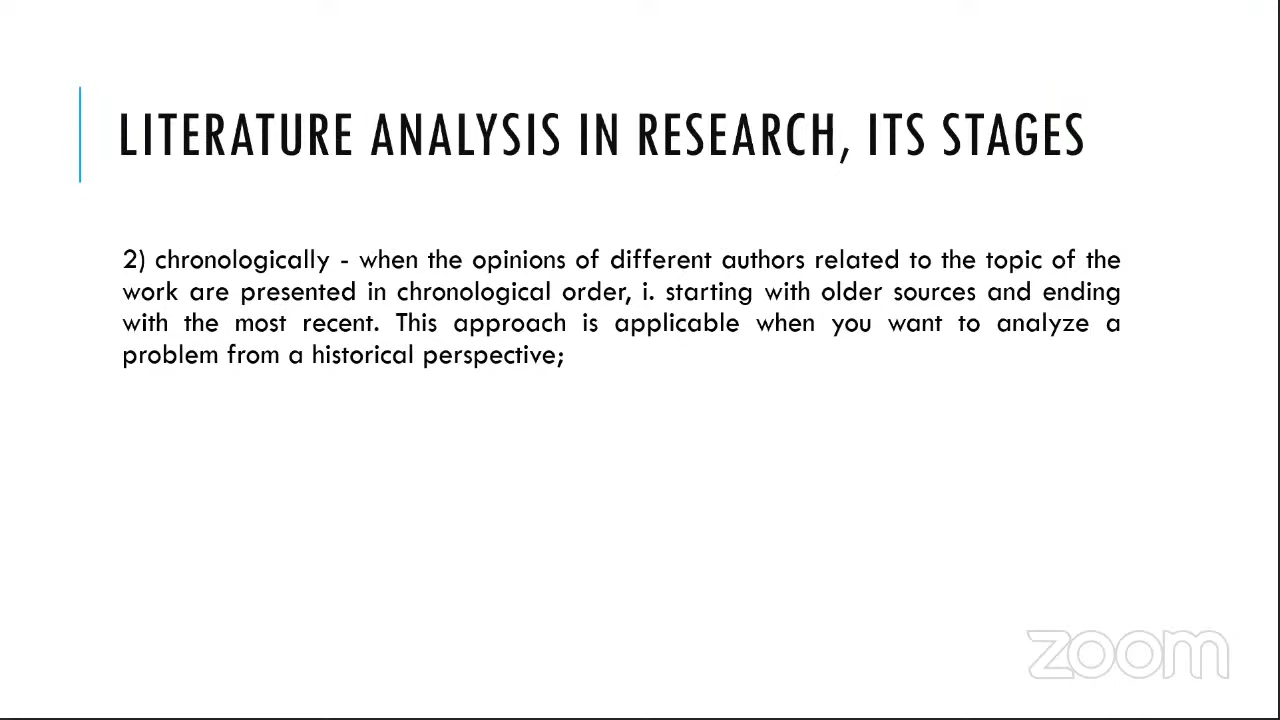 LITERATURE ANALYSIS IN RESEARCH, ITS STAGES
2) chronologically - when the opinions of different authors related to the topic of the
work are presented in chronological order, i. starting with older sources and ending
with the most recent. This approach is applicable when you want to analyze a
problem from a historical perspective;
zoom